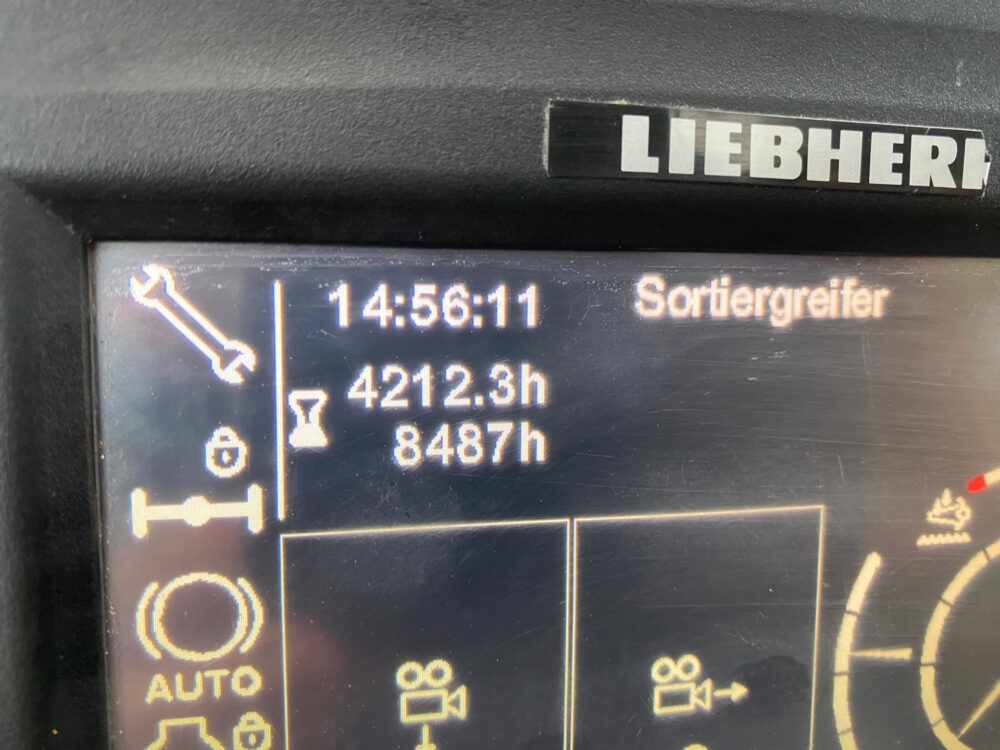 LIEBHERR
14:56:11
Sortiergreifer
4212.3h
8487h
AUTO